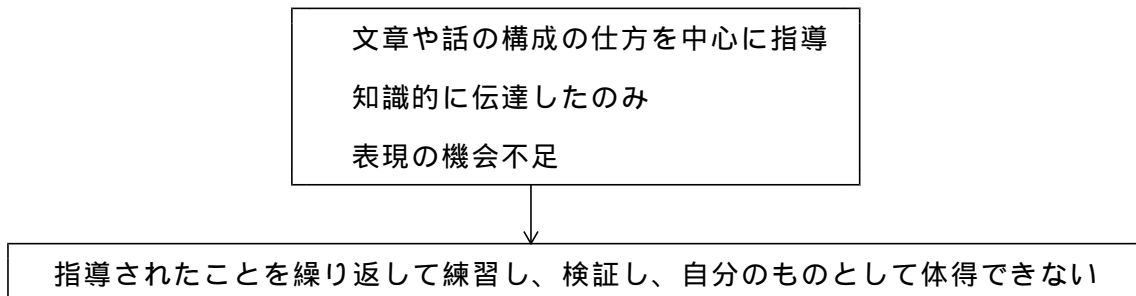 文章や話の構成の仕方を中心に指導
知識的に伝達したのみ
表現の機会不足
指導されたことを繰り返して練習し、検証し、自分のものとして体得できない